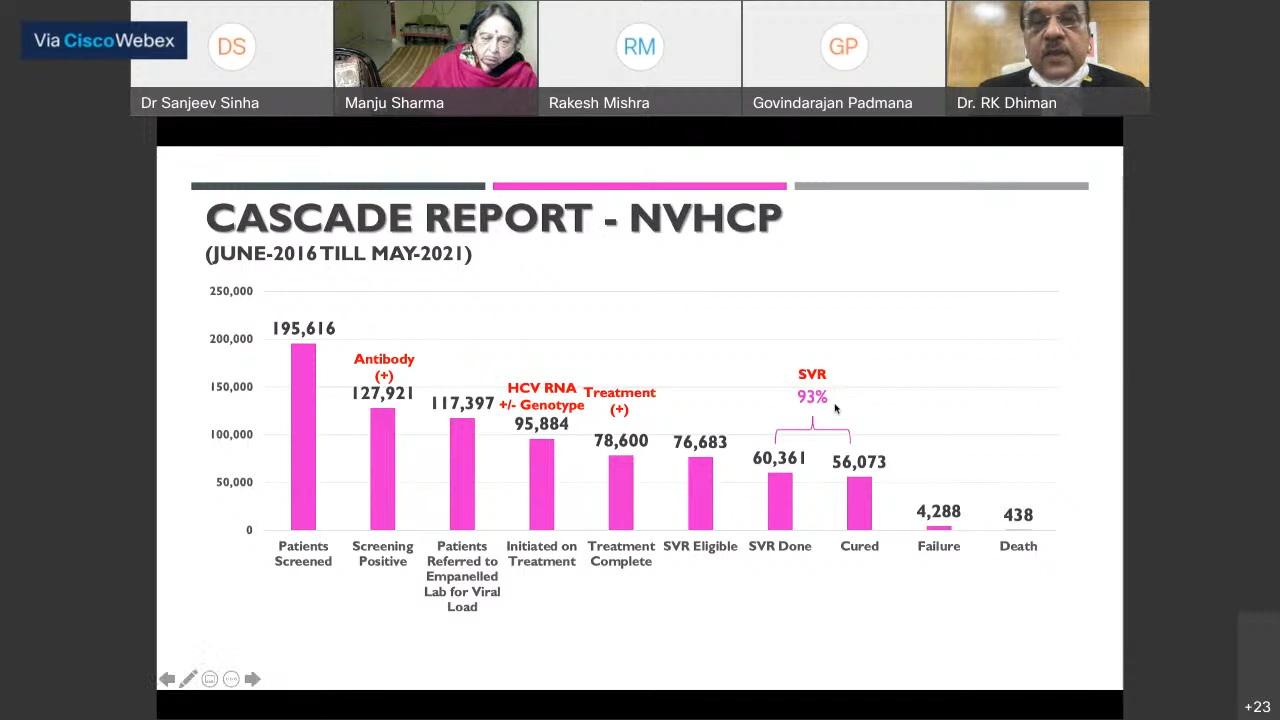 Via CiscoWebex
DS
RM
GP
Dr Sanjeev Sinha
Manju Sharma
Rakesh Mishra
Govindarajan Padmana
Dr. RK Dhiman
CASCADE REPORT - NVHCP
(JUNE-2016 TILL MAY-2021)
250,000
200,000
150,000
100,000
50,000
0
195,616
Antibody
(+)
127,921
117,397
HCV RNA
+/- Genotype
95,884
Treatment
(+)
78,600
76,683
SVR
93%
60,361
56,073
4,288
438
Patients
Screened
Screening
Positive
Patients
Referred to
Empanelled
Lab for Viral
Load
Initiated on
Treatment
Treatment
Complete
SVR Eligible
SVR Done
Cured
Failure
Death
+23